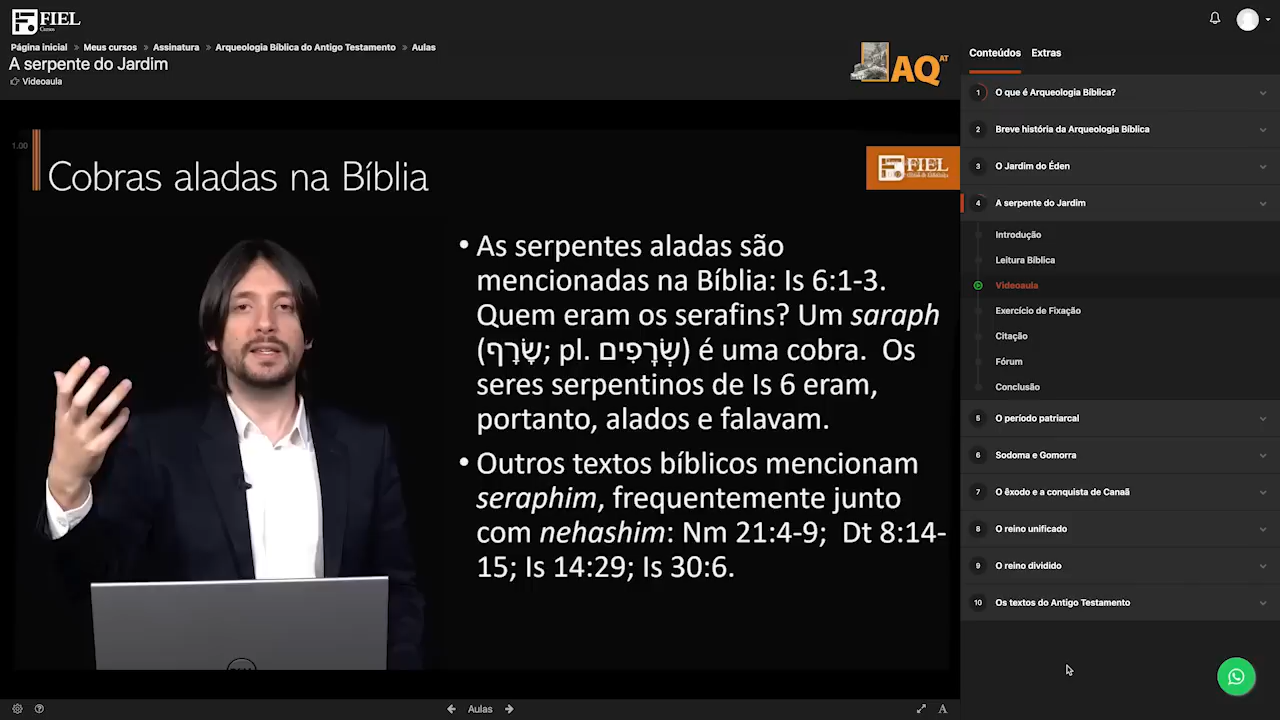 FIEL
Cursos
Página inicial > Meus cursos > Assinatura > Arqueologia Bíblica do Antigo Testamento > Aulas
A serpente do Jardim
Videoaula
AQ AT
1.00
Cobras aladas na Bíblia
FIEL
• As serpentes aladas são
mencionadas na Bíblia: Is 6:1-3.
Quem eram os serafins? Um saraph
(שָׂרָף; pl. שְׂרָפִים) é uma cobra. Os
seres serpentinos de Is 6 eram,
portanto, alados e falavam.
• Outros textos bíblicos mencionam
seraphim, frequentemente junto
com nehashim: Nm 21:4-9; Dt 8:14-
15; Is 14:29; Is 30:6.
Aulas
A
Conteúdos Extras
1 O que é Arqueologia Bíblica?
2 Breve história da Arqueologia Bíblica
3 O Jardim do Éden
4 A serpente do Jardim
Introdução
Leitura Bíblica
Videoaula
Exercício de Fixação
Citação
Fórum
Conclusão
5 O período patriarcal
6 Sodoma e Gomorra
7 O êxodo e a conquista de Canaã
8 O reino unificado
9 O reino dividido
10 Os textos do Antigo Testamento